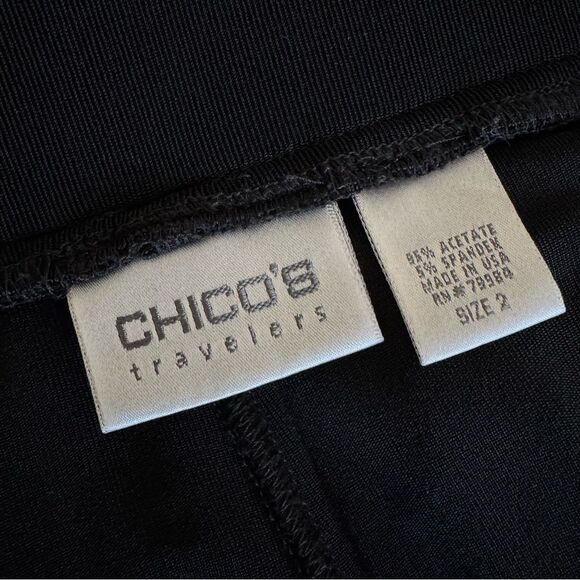 CHICO'S
travelers
95% ACETATE
5% SPANDEX
MADE IN USA
RN# 79984
SIZE 2